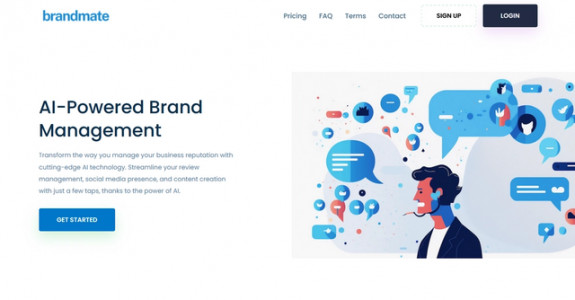 brandmate
Pricing FAQ Terms Contact SIGN UP LOGIN
AI-Powered Brand
Management
Transform the way you manage your business reputation with
cutting-edge AI technology. Streamline your review
management, social media presence, and content creation
with just a few taps, thanks to the power of AI.
GET STARTED